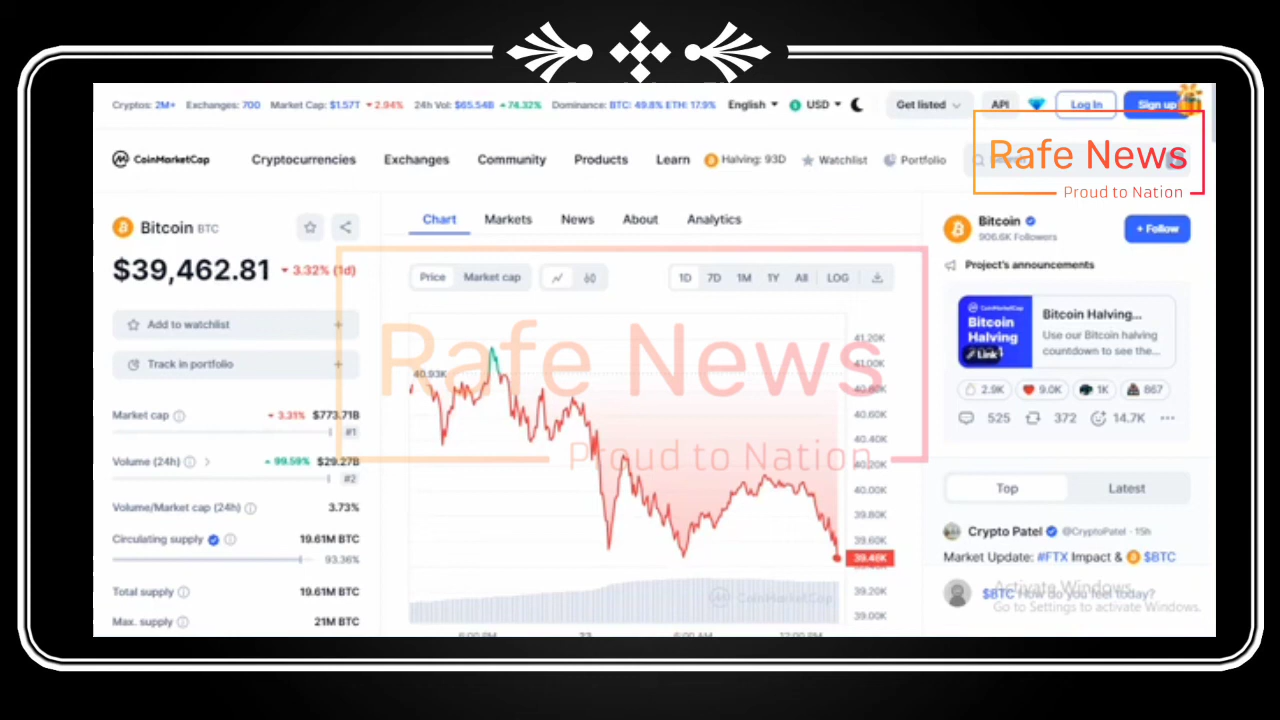 Cryptos: 2M+ Exchanges: 700 Market Cap: $1.57T 2.94% 24h Vol: $65.54B 74.32% Dominance: BTC: 49.8% ETH: 17.9% English USD Get listed API Log In Sign up
CoinMarketCap Cryptocurrencies Exchanges Community Products Learn Halving: 93D Watchlist Portfolio
Rafe News
Proud to Nation
Bitcoin BTC
$39,462.81 3.32% (1d)
Add to watchlist +
Track in portfolio +
Market cap 3.31% $773.71B
#1
Volume (24h) 99.59% $29.27B
#2
Volume/Market cap (24h) 3.73%
Circulating supply 19.61M BTC
93.36%
Total supply 19.61M BTC
Max. supply 21M BTC
Chart Markets News About Analytics
Price Market cap 1D 7D 1M 1Y All LOG
40.93K
Rafe News
Proud to Nation
41.20K
41.00K
40.80K
40.60K
40.40K
40.20K
40.00K
39.80K
39.60K
39.46K
39.20K
39.00K
CoinMarketCap
6:00 PM 23 6:00 AM 12:00 PM
Bitcoin
906.6K Followers
+ Follow
Project's announcements
CoinMarketCap
Bitcoin
Halving
Link
Bitcoin Halving...
Use our Bitcoin halving
countdown to see the...
2.9K 9.0K 1K 867
525 372 14.7K
Top Latest
Crypto Patel @CryptoPatel · 15h
Market Update: #FTX Impact & $BTC
$BTC How do you feel today?
Activate Windows
Go to Settings to activate Windows.